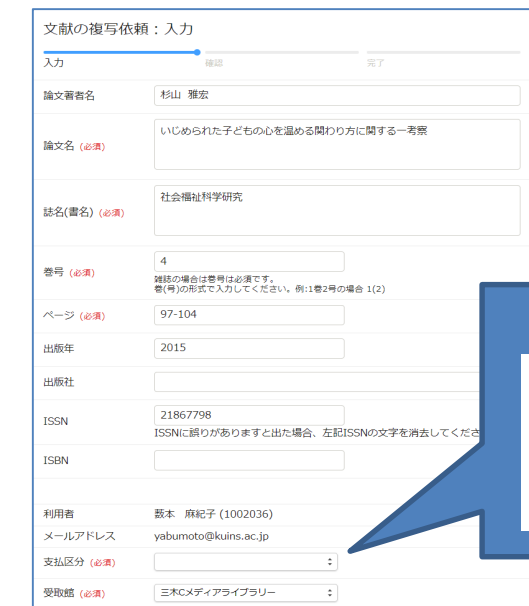 文献の複写依頼：入力
入力 確認 完了
論文著者名 杉山 雅宏
論文名 (必須) いじめられた子どもの心を温める関わり方に関する一考察
誌名(書名) (必須) 社会福祉科学研究
巻号 (必須) 4
雑誌の場合は巻号は必須です。
巻(号)の形式で入力してください。例:1巻2号の場合 1(2)
ページ (必須) 97-104
出版年 2015
出版社
ISSN 21867798
ISSNに誤りがありますと出た場合、左記ISSNの文字を消去してくださ
ISBN
利用者 薮本 麻紀子 (1002036)
メールアドレス yabumoto@kuins.ac.jp
支払区分 (必須)
受取館 (必須) 三木Cメディアライブラリー